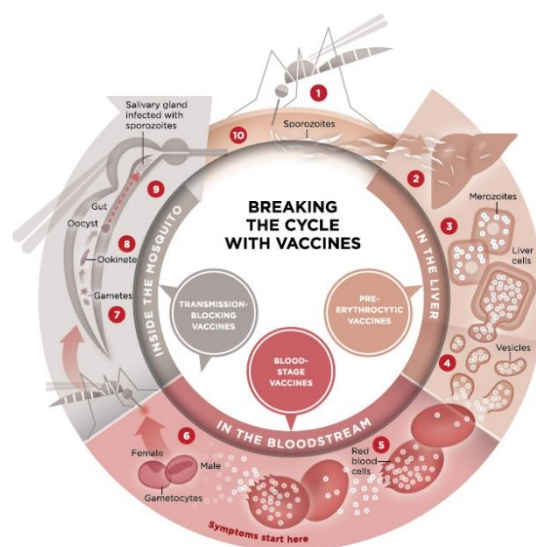 BREAKING
THE CYCLE
WITH VACCINES
TRANSMISSION-
BLOCKING
VACCINES
BLOOD-
STAGE
VACCINES
PRE-
ERYTHROCYTIC
VACCINES
INSIDE THE MOSQUITO
IN THE LIVER
IN THE BLOODSTREAM
1
Sporozoites
2
Merozoites
3
Liver
cells
Vesicles
4
5
Red
blood
cells
6
Female
Male
Gametocytes
Symptoms start here
7
Gametes
Ookinete
8
Oocyst
Gut
9
Salivary gland
infected with
sporozoites
10